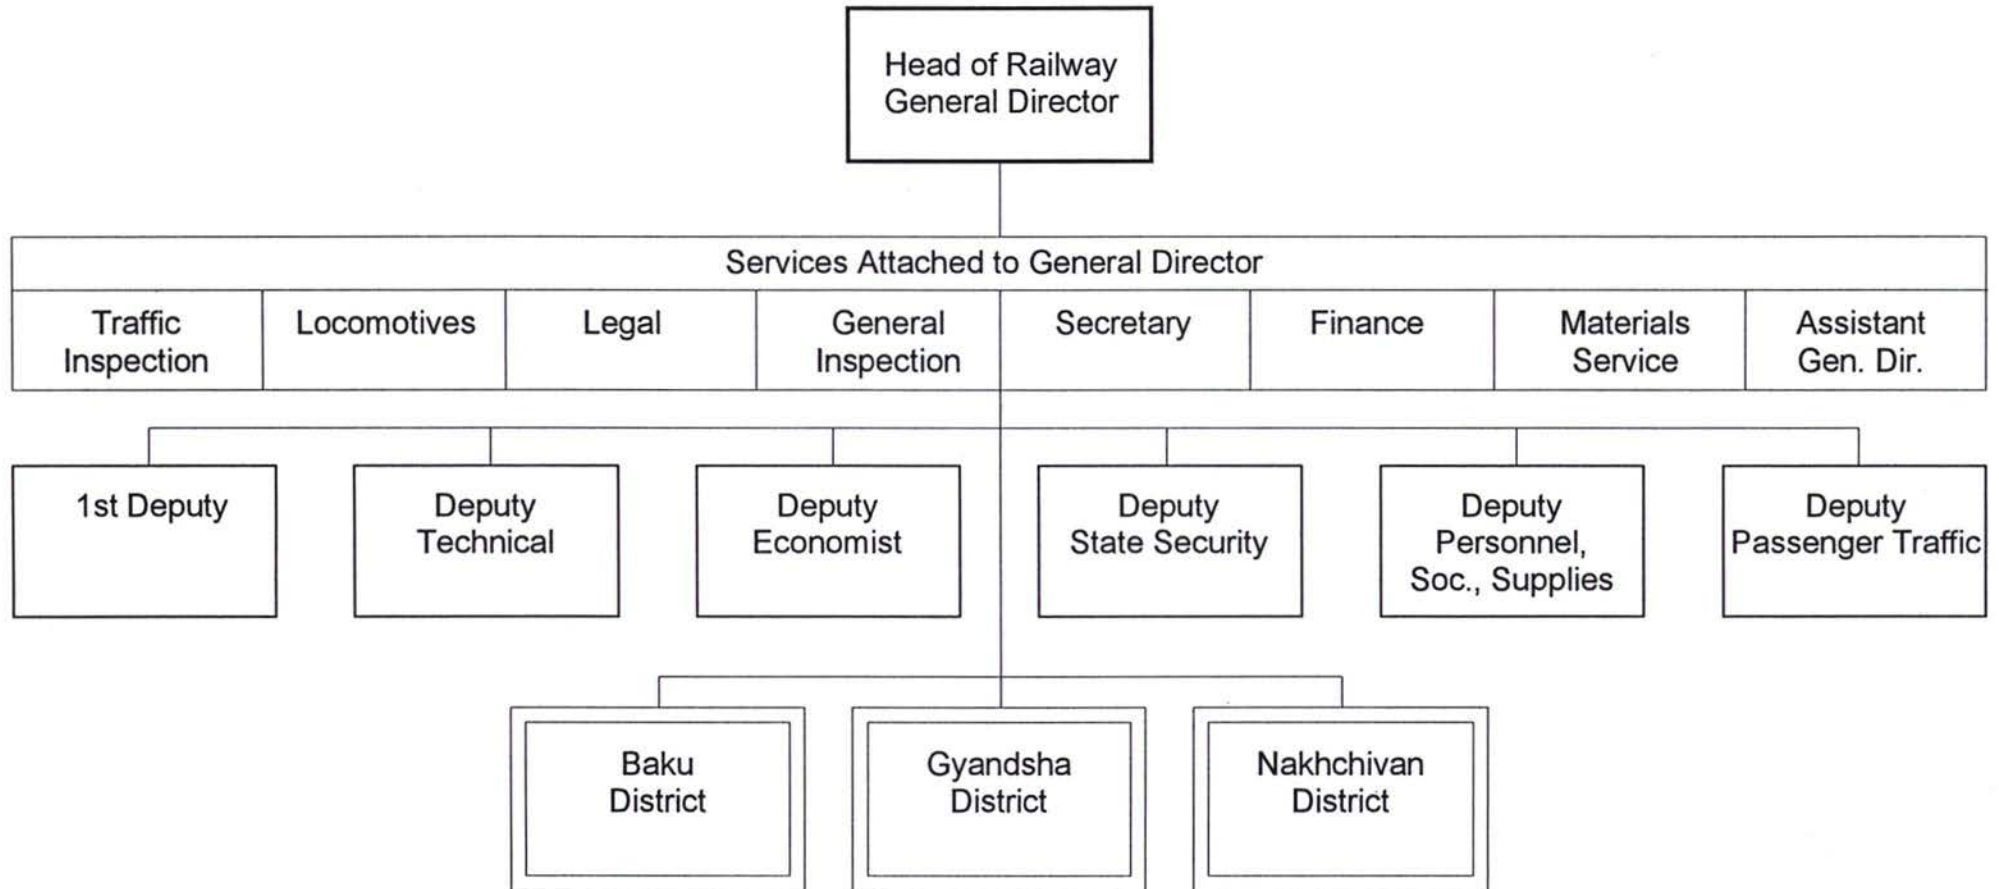 Head of Railway
General Director
Services Attached to General Director
Traffic
Inspection
Locomotives
Legal
General
Inspection
Secretary
Finance
Materials
Service
Assistant
Gen. Dir.
1st Deputy
Deputy
Technical
Deputy
Economist
Deputy
State Security
Deputy
Personnel,
Soc., Supplies
Deputy
Passenger Traffic
Baku
District
Gyandsha
District
Nakhchivan
District